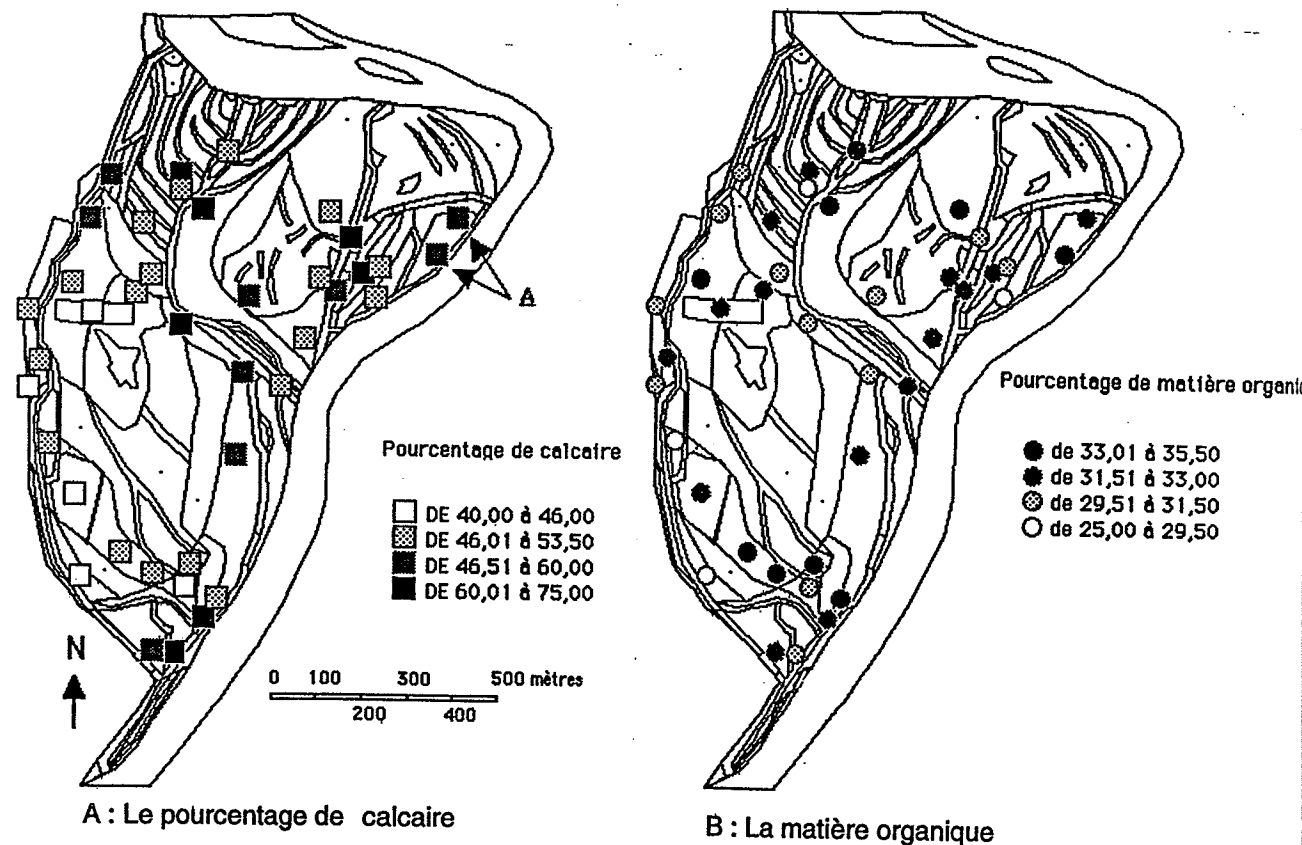 A
Pourcentage de calcaire
DE 40,00 à 46,00
DE 46,01 à 53,50
DE 46,51 à 60,00
DE 60,01 à 75,00
N
0 100 300 500 mètres
200 400
A : Le pourcentage de calcaire
Pourcentage de matière organi
de 33,01 à 35,50
de 31,51 à 33,00
de 29,51 à 31,50
de 25,00 à 29,50
B : La matière organique